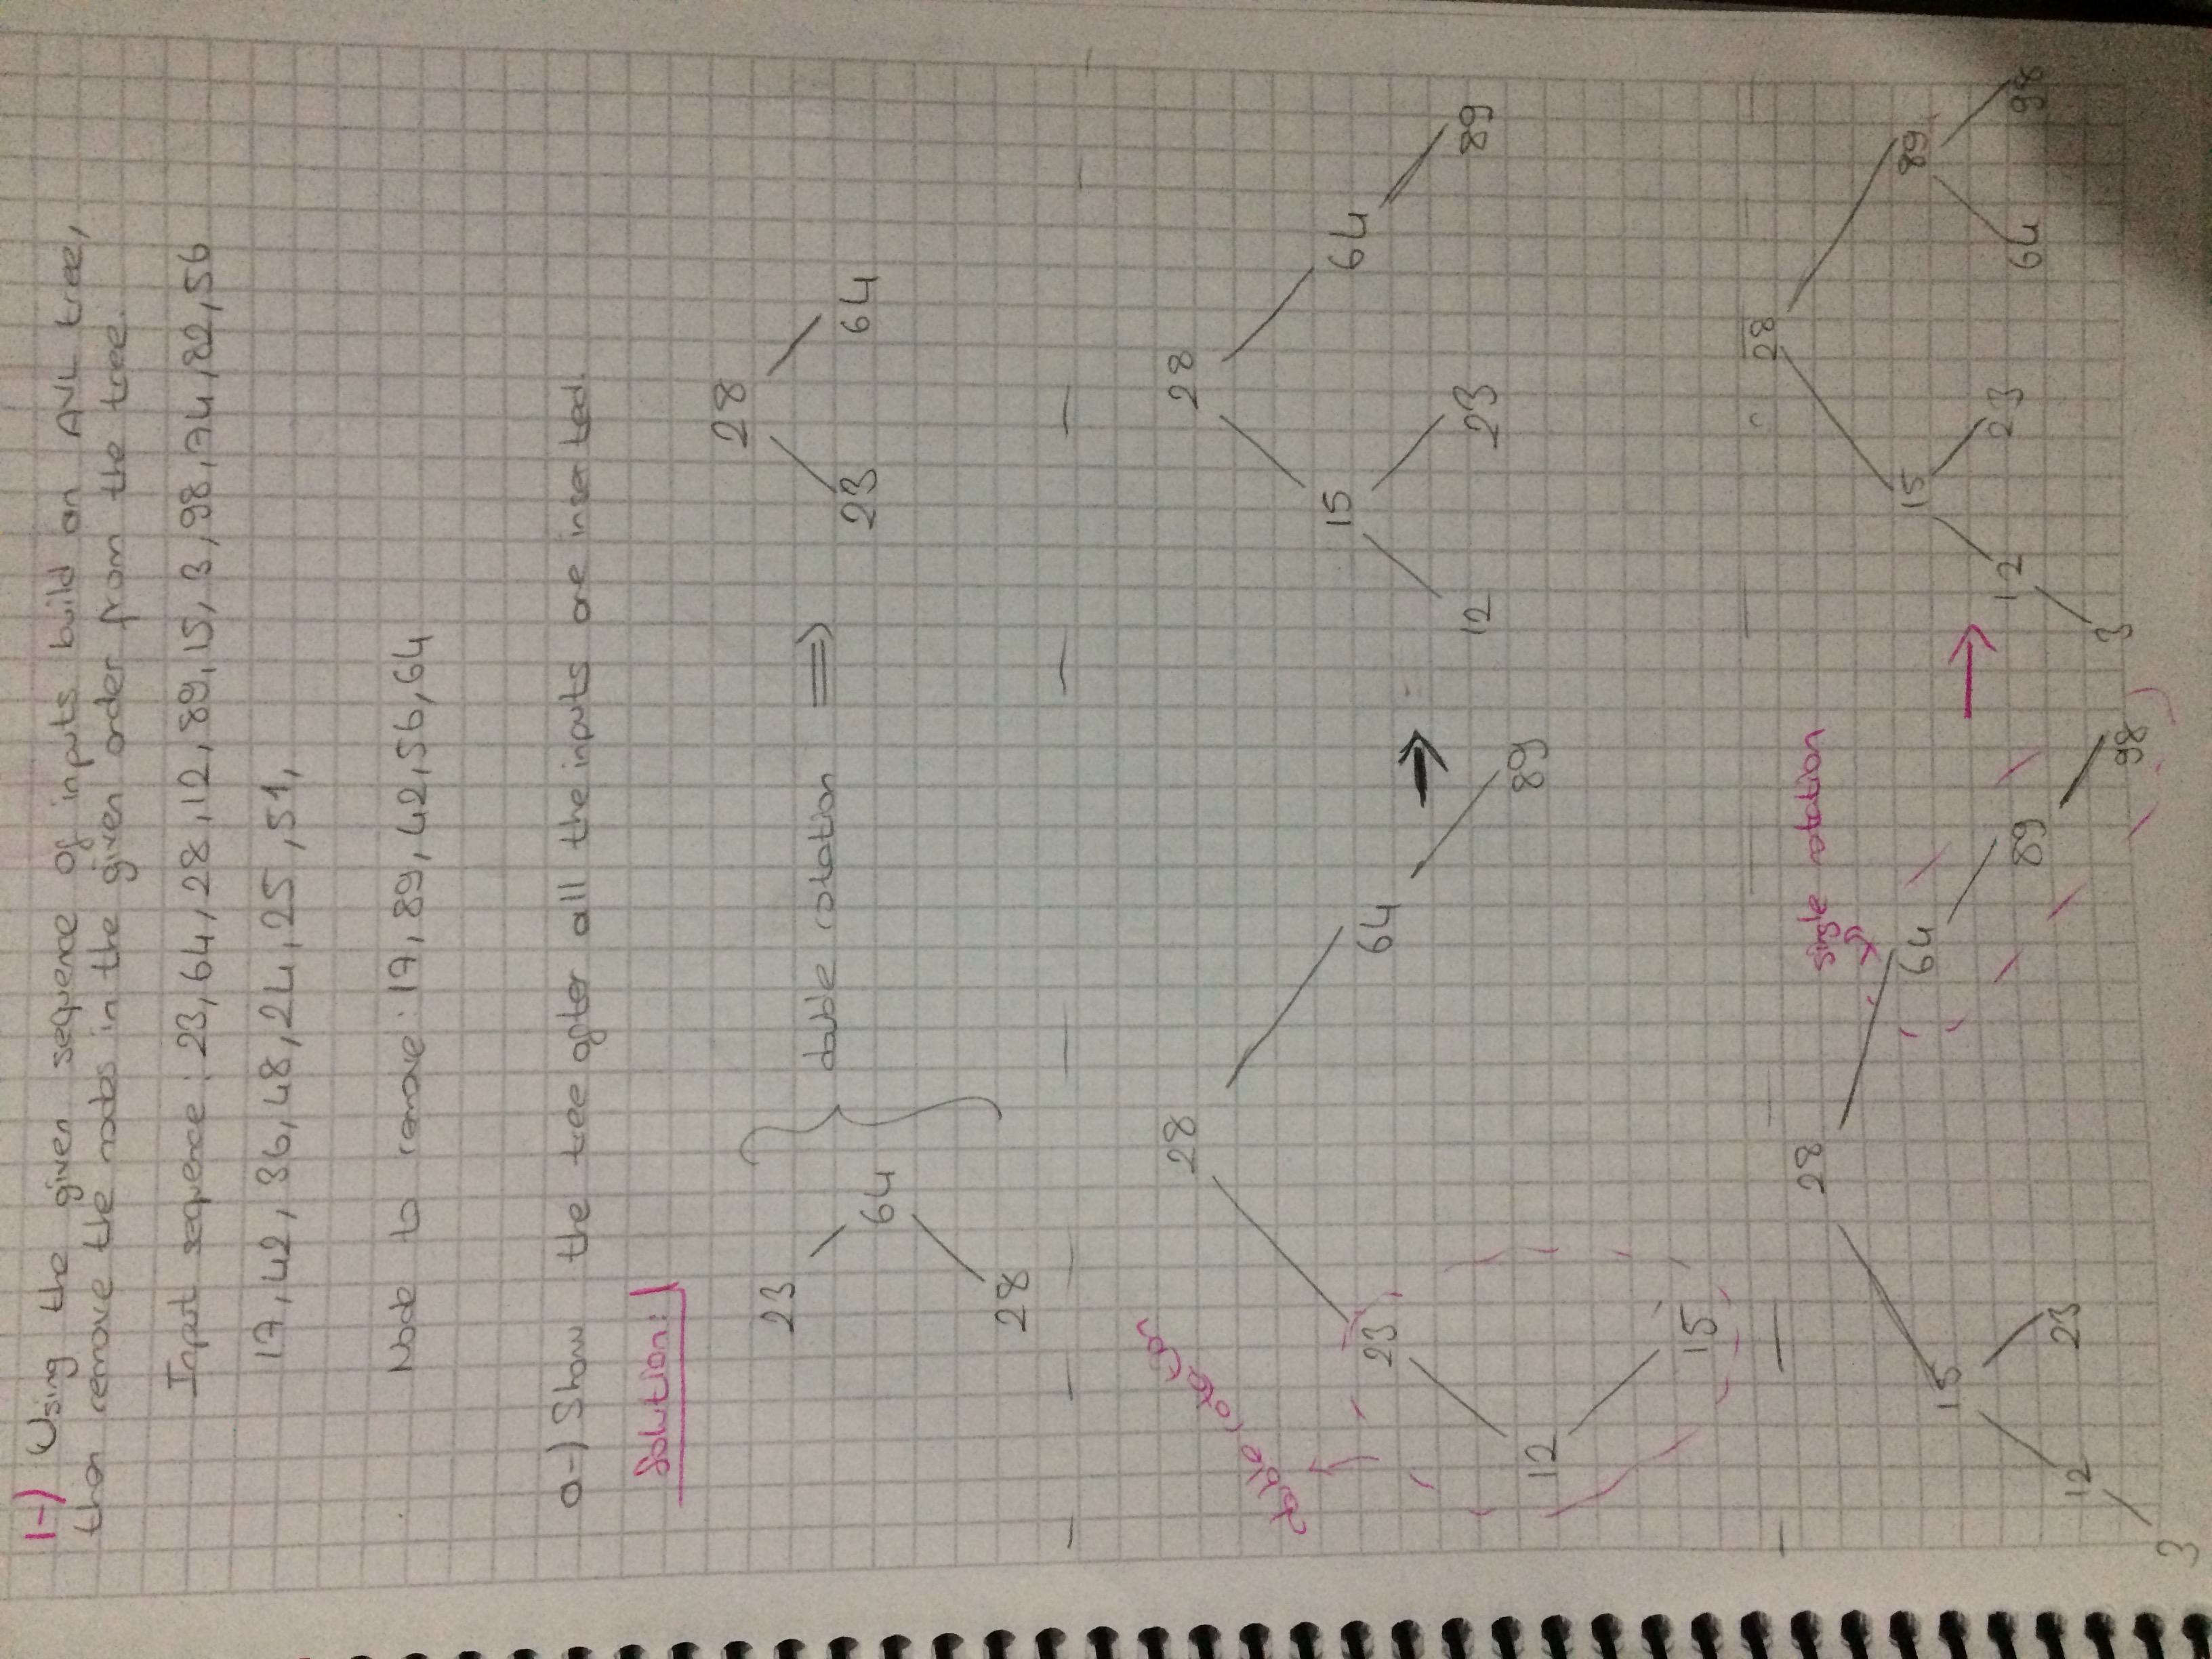 1-) Using the given sequence of inputs build an AVL tree,
then remove the nodes in the given order from the tree.
Input sequence : 23, 64, 28, 12, 89, 15, 3, 98, 74, 82, 56
17, 42, 36, 48, 24, 25, 51,
Node to remove : 17, 89, 42, 56, 64
a-) Show the tree after all the inputs are inserted.
Solution:
28
23
double rotation
23 64
64
28
double rotation
28 28
15 64
23 64
12 23 89
12 89
15
28
28 single rotation
15 89
64
15
12 23 64 98
89
12 23
98 3
3